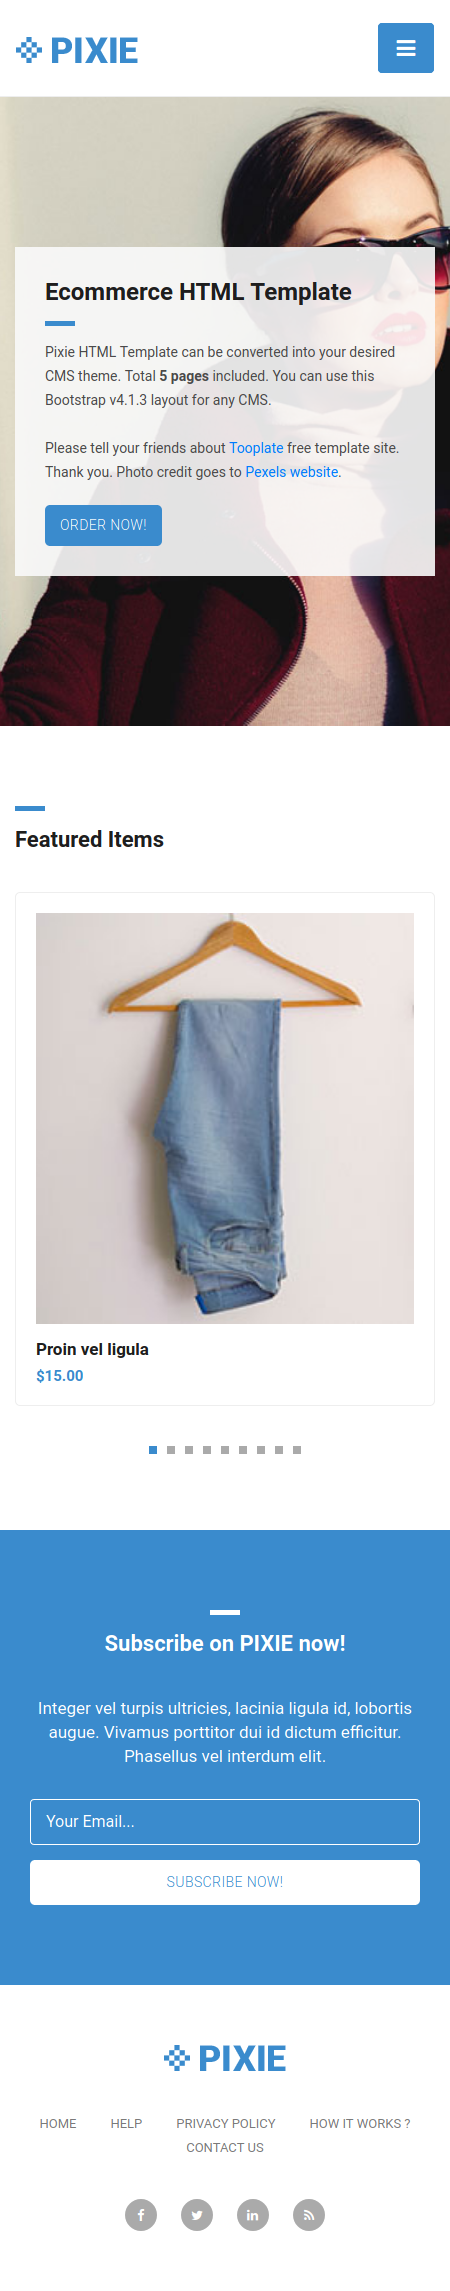 PIXIE
Ecommerce HTML Template
Pixie HTML Template can be converted into your desired
CMS theme. Total 5 pages included. You can use this
Bootstrap v4.1.3 layout for any CMS.
Please tell your friends about Tooplate free template site.
Thank you. Photo credit goes to Pexels website.
ORDER NOW!
Featured Items
Proin vel ligula
$15.00
Subscribe on PIXIE now!
Integer vel turpis ultricies, lacinia ligula id, lobortis
augue. Vivamus porttitor dui id dictum efficitur.
Phasellus vel interdum elit.
Your Email...
SUBSCRIBE NOW!
PIXIE
HOME HELP PRIVACY POLICY HOW IT WORKS ?
CONTACT US